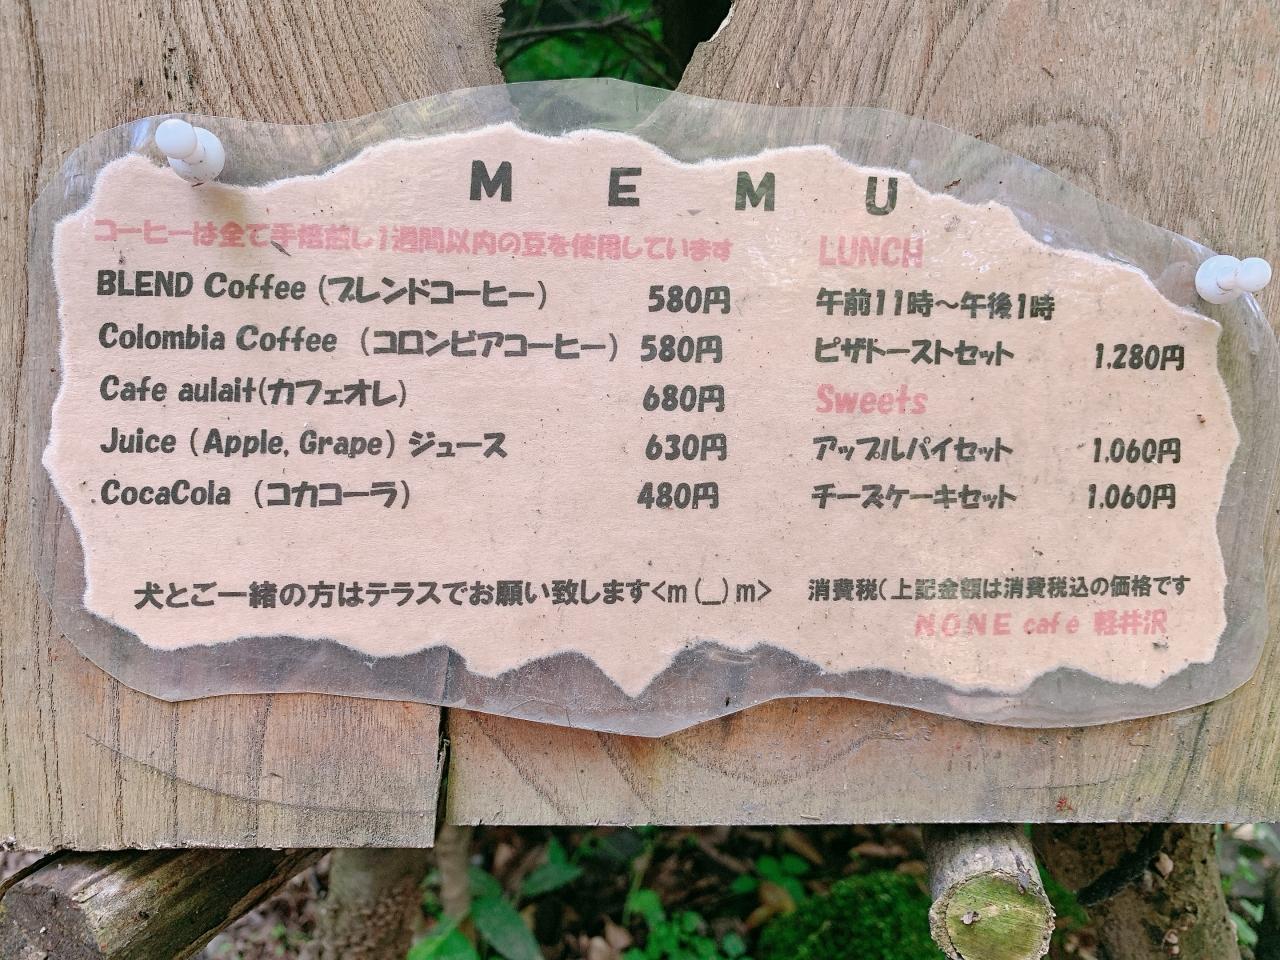 MEMU
コーヒーは全て手焙煎し1週間以内の豆を使用しています
BLEND Coffee (ブレンドコーヒー) 580円
Colombia Coffee (コロンビアコーヒー) 580円
Cafe aulait(カフェオレ) 680円
Juice (Apple, Grape) ジュース 630円
CocaCola (コカコーラ) 480円
LUNCH
午前11時～午後1時
ピザトーストセット 1.280円
Sweets
アップルパイセット 1.060円
チーズケーキセット 1.060円
犬とご一緒の方はテラスでお願い致します<m(_)m>
消費税(上記金額は消費税込の価格です
NONE cafe 軽井沢